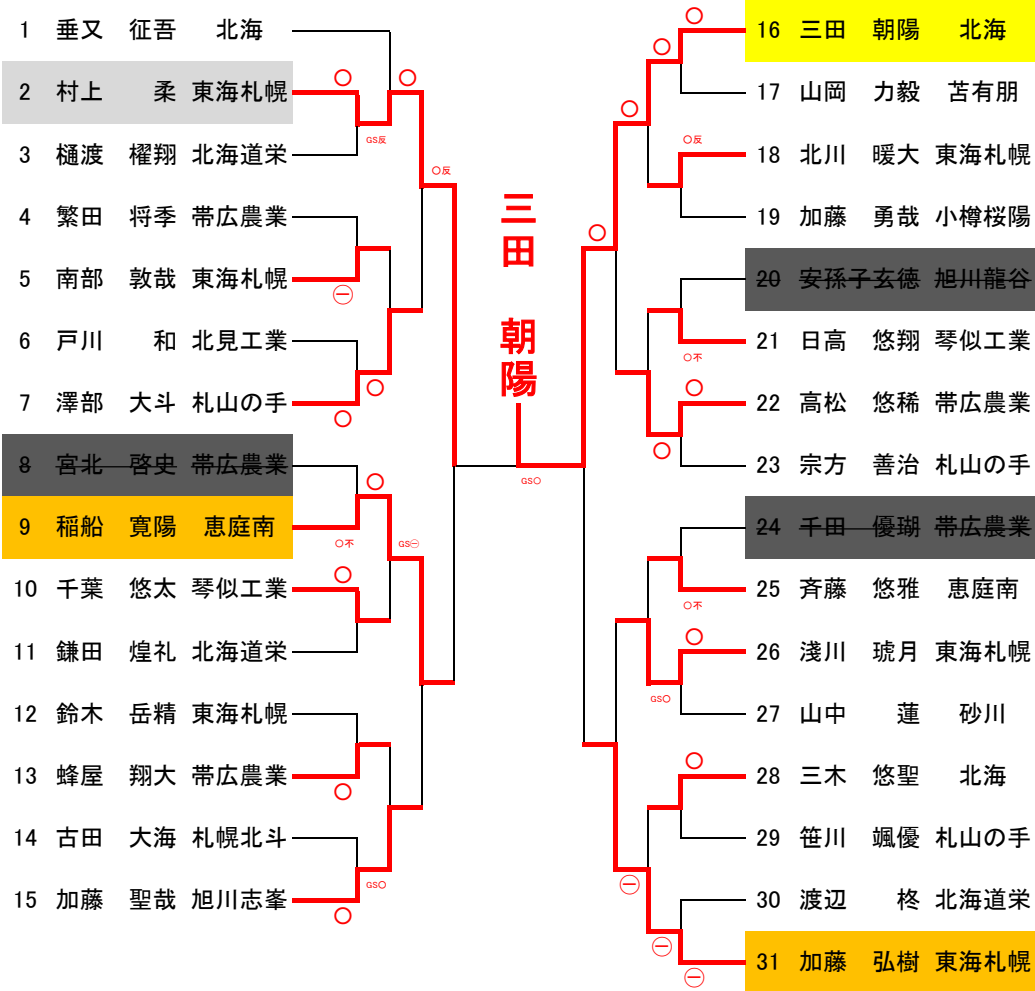 1 垂又 征吾 北海
2 村上 柔 東海札幌
3 樋渡 櫂翔 北海道栄
4 繁田 将季 帯広農業
5 南部 敦哉 東海札幌
6 戸川 和 北見工業
7 澤部 大斗 札山の手
8 宮北 啓史 帯広農業
9 稲船 寛陽 恵庭南
10 千葉 悠太 琴似工業
11 鎌田 煌礼 北海道栄
12 鈴木 岳精 東海札幌
13 蜂屋 翔大 帯広農業
14 古田 大海 札幌北斗
15 加藤 聖哉 旭川志峯
〇
〇
GS反
〇反
㊀
〇
〇
〇
〇不
GS㊀
〇
〇
GS〇
〇
三田 朝陽
GS〇
〇
〇
〇
〇
〇反
〇不
〇
〇
〇不
〇
GS〇
〇
㊀
㊀
㊀
16 三田 朝陽 北海
17 山岡 力毅 苫有朋
18 北川 暖大 東海札幌
19 加藤 勇哉 小樽桜陽
20 安孫子玄徳 旭川龍谷
21 日高 悠翔 琴似工業
22 高松 悠稀 帯広農業
23 宗方 善治 札山の手
24 千田 優瑚 帯広農業
25 斉藤 悠雅 恵庭南
26 淺川 琥月 東海札幌
27 山中 蓮 砂川
28 三木 悠聖 北海
29 笹川 颯優 札山の手
30 渡辺 柊 北海道栄
31 加藤 弘樹 東海札幌